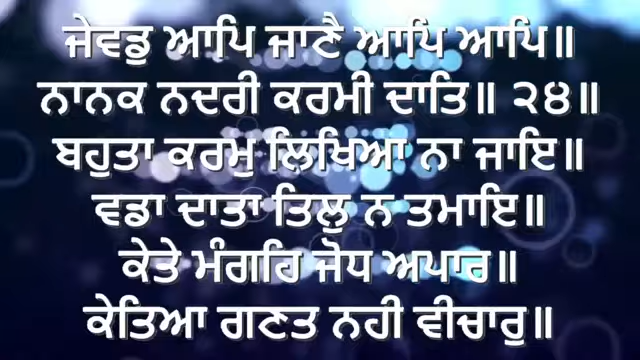 ਜੇਵਡੁ ਆਪਿ ਜਾਣੈ ਆਪਿ ਆਪਿ॥
ਨਾਨਕ ਨਦਰੀ ਕਰਮੀ ਦਾਤਿ॥ ੨੪॥
ਬਹੁਤਾ ਕਰਮੁ ਲਿਖਿਆ ਨਾ ਜਾਇ॥
ਵਡਾ ਦਾਤਾ ਤਿਲੁ ਨ ਤਮਾਇ॥
ਕੇਤੇ ਮੰਗਹਿ ਜੋਧ ਅਪਾਰ॥
ਕੇਤਿਆ ਗਣਤ ਨਹੀ ਵੀਚਾਰੁ॥